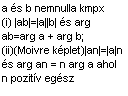 a és b nemnulla kmpx
(i) |ab|=|a||b| és arg
ab=arg a + arg b;
(ii)(Moivre képlet)|an|=|a|n
és arg an = n arg a ahol
n pozitív egész